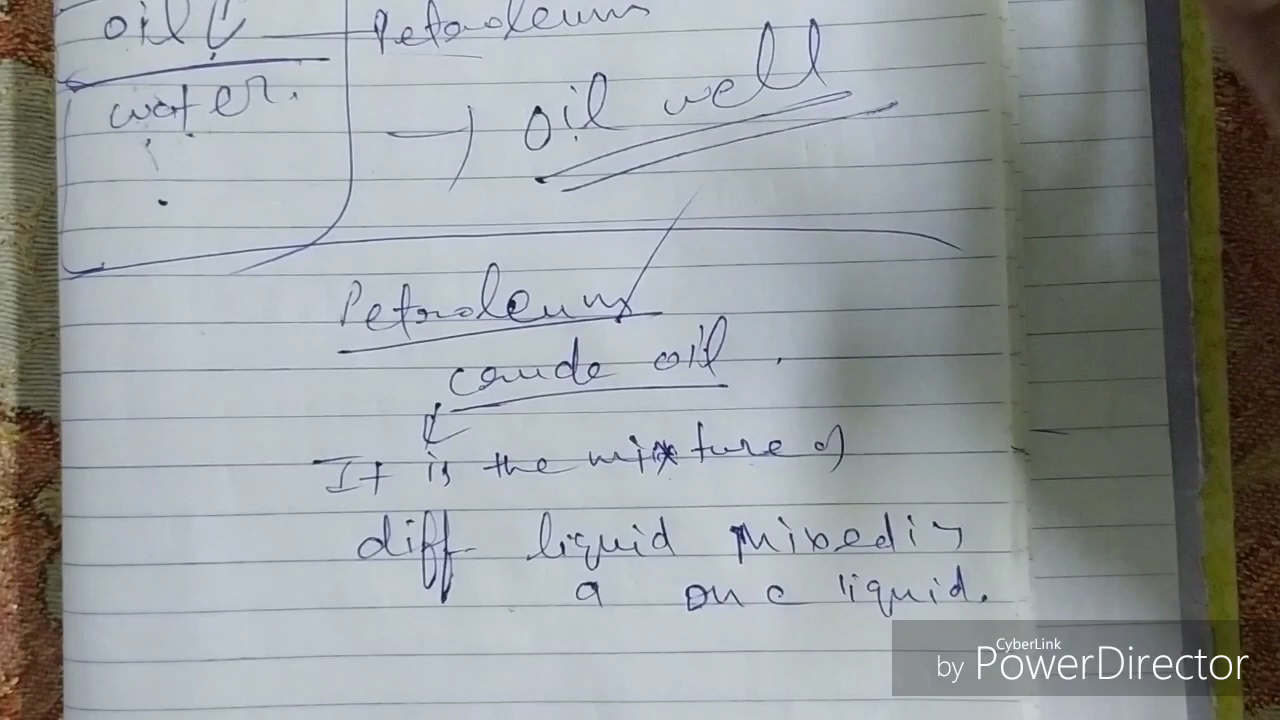 oil Petroleum
water.
→ oil well
Petroleum
crude oil.
It is the mixture of
diff liquid mixed in
a one liquid.
CyberLink
by PowerDirector